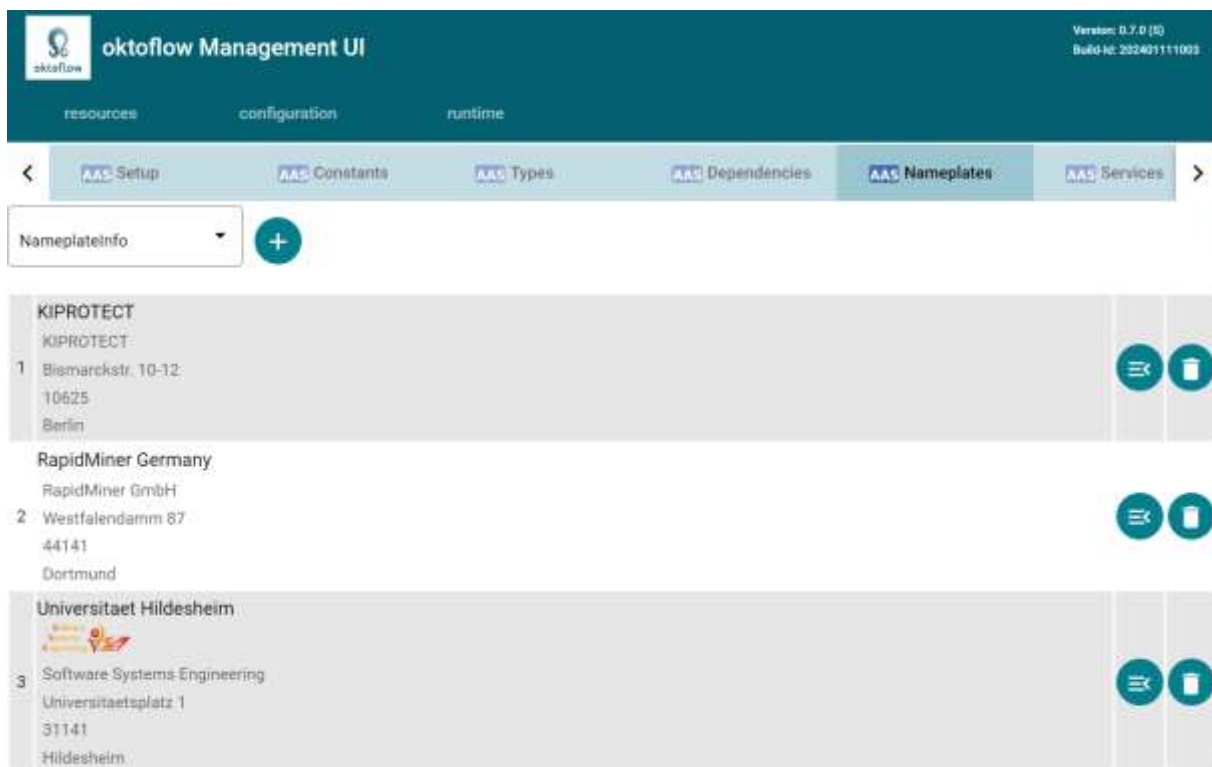 oktoflow
oktoflow Management UI
Version: 0.7.0 (S)
Build-Id: 202401111003
resources configuration runtime
AAS Setup AAS Constants AAS Types AAS Dependencies AAS Nameplates AAS Services
NameplateInfo
KIPROTECT
KIPROTECT
1 Bismarckstr. 10-12
10625
Berlin
RapidMiner Germany
RapidMiner GmbH
2 Westfalendamm 87
44141
Dortmund
Universitaet Hildesheim
3 Software Systems Engineering
Universitaetsplatz 1
31141
Hildesheim